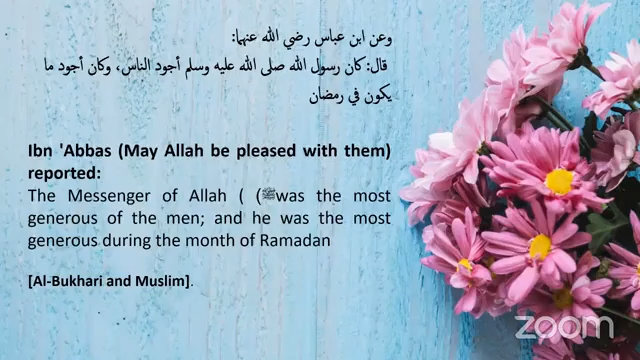 وعن ابن عباس رضي الله عنهما:
قال: كان رسول الله صلى الله عليه وسلم أجود الناس، وكان أجود ما
يكون في رمضان
Ibn 'Abbas (May Allah be pleased with them)
reported:
The Messenger of Allah ( (ﷺwas the most
generous of the men; and he was the most
generous during the month of Ramadan
[Al-Bukhari and Muslim].
zoom